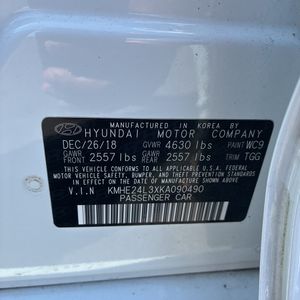 MANUFACTURED IN KOREA BY
HYUNDAI MOTOR COMPANY
DEC/26/18 GVWR 4630 lbs PAINT WC9
GAWR FRONT 2557 lbs GAWR REAR 2557 lbs TRIM TGG
THIS VEHICLE CONFORMS TO ALL APPLICABLE U.S.A FEDERAL
MOTOR VEHICLE SAFETY, BUMPER, AND THEFT PREVENTION
STANDARDS IN EFFECT ON THE DATE OF MANUFACTURE
SHOWN ABOVE.
V.I.N KMHE24L3XKA090490
PASSENGER CAR